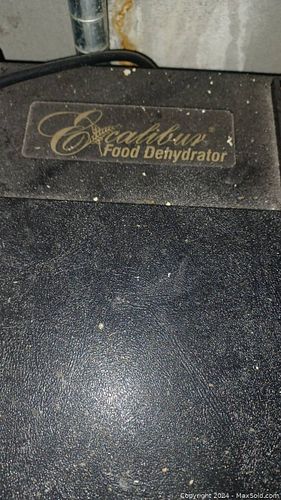 Excalibur®
Food Dehydrator
Copyright 2024 - MaxSold.com